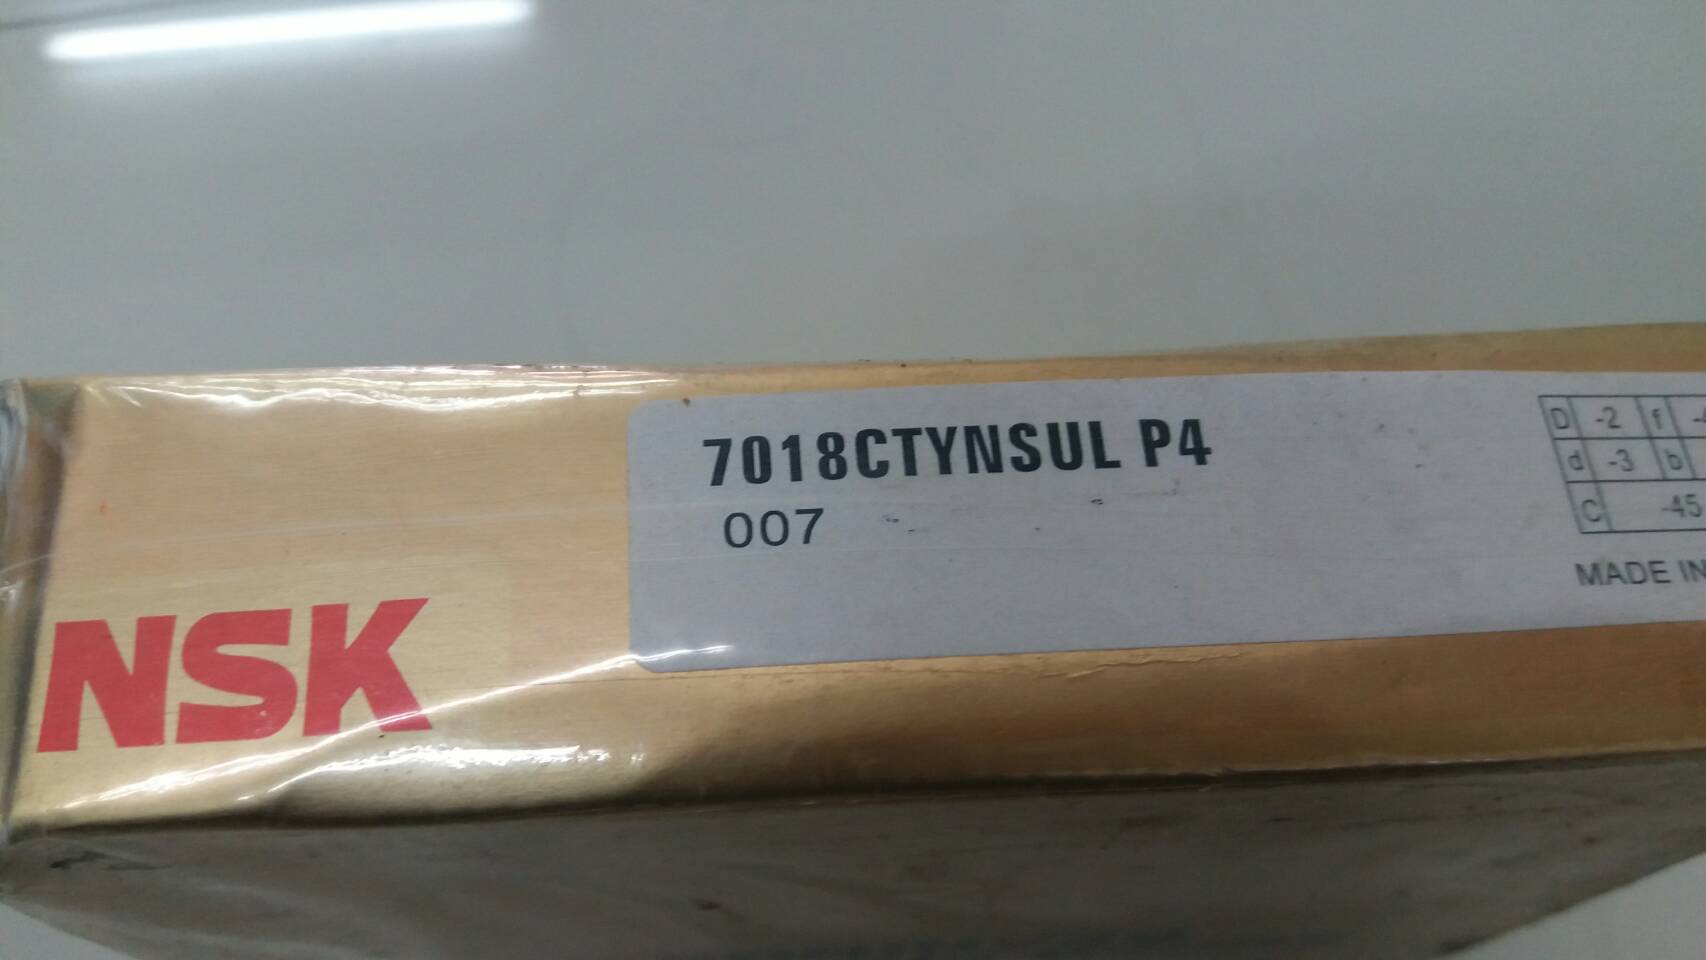 7018CTYNSUL P4
007
NSK
D -2 f
d -3 b
C -45
MADE IN